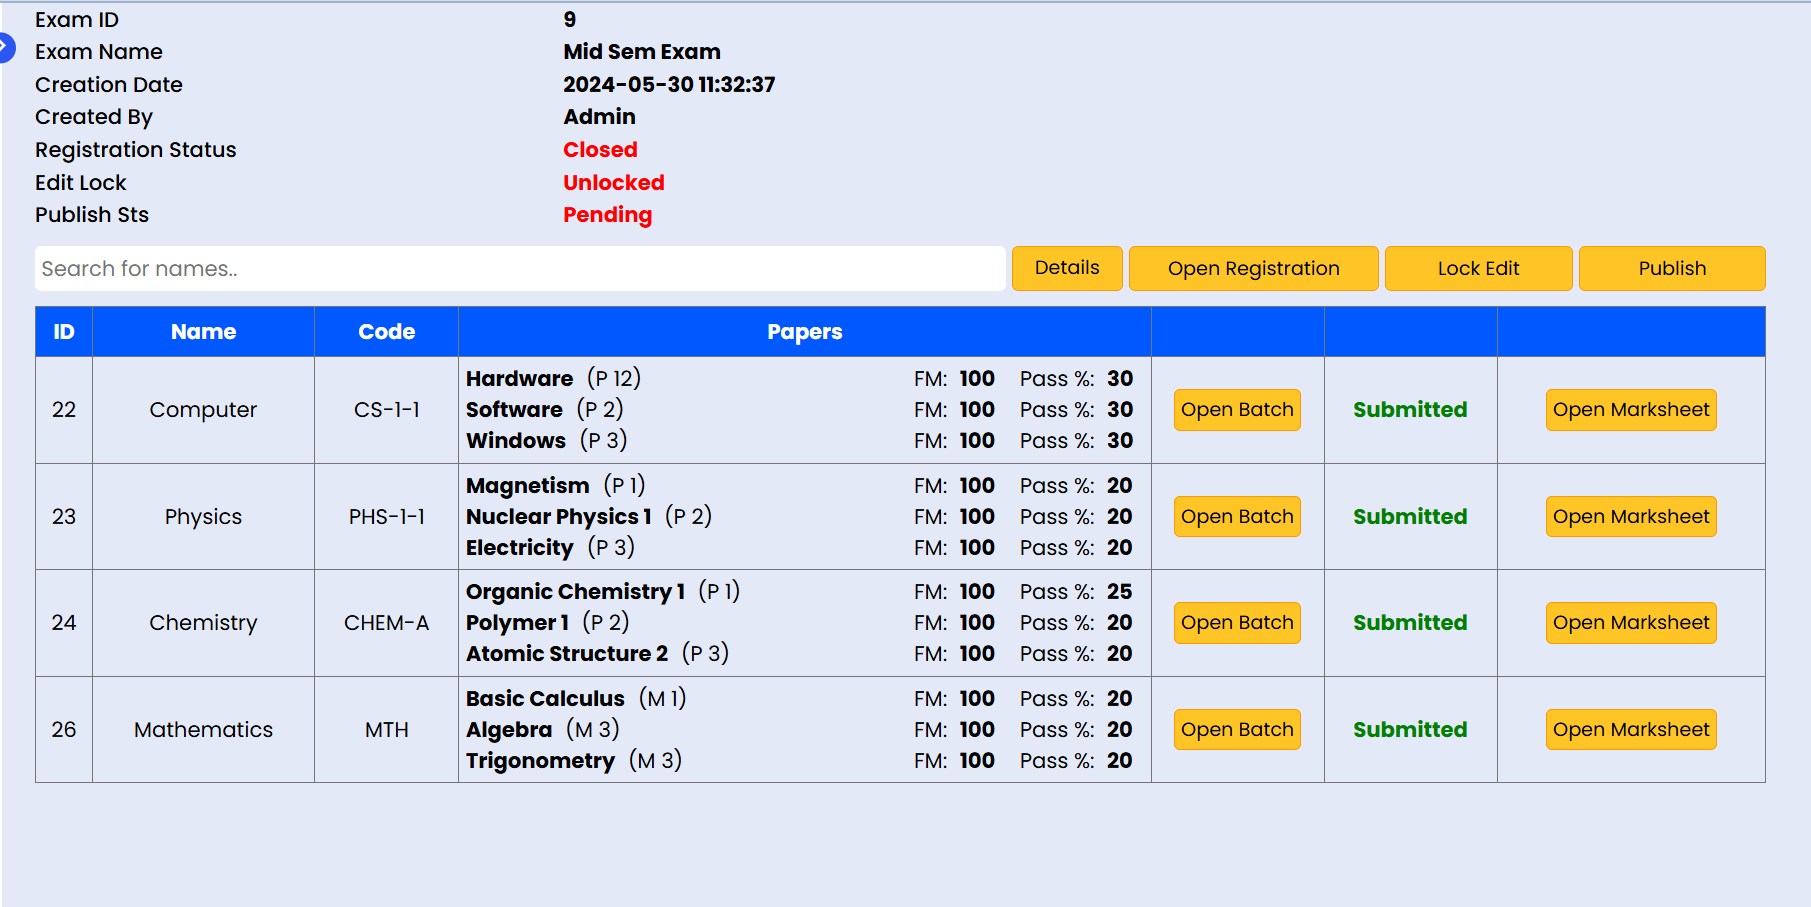 Exam ID 9
Exam Name Mid Sem Exam
Creation Date 2024-05-30 11:32:37
Created By Admin
Registration Status Closed
Edit Lock Unlocked
Publish Sts Pending
Search for names.. Details Open Registration Lock Edit Publish
ID Name Code Papers
Hardware (P 12) FM: 100 Pass %: 30
22 Computer CS-1-1 Software (P 2) FM: 100 Pass %: 30 Open Batch Submitted Open Marksheet
Windows (P 3) FM: 100 Pass %: 30
Magnetism (P 1) FM: 100 Pass %: 20
23 Physics PHS-1-1 Nuclear Physics 1 (P 2) FM: 100 Pass %: 20 Open Batch Submitted Open Marksheet
Electricity (P 3) FM: 100 Pass %: 20
Organic Chemistry 1 (P 1) FM: 100 Pass %: 25
24 Chemistry CHEM-A Polymer 1 (P 2) FM: 100 Pass %: 20 Open Batch Submitted Open Marksheet
Atomic Structure 2 (P 3) FM: 100 Pass %: 20
Basic Calculus (M 1) FM: 100 Pass %: 20
26 Mathematics MTH Algebra (M 3) FM: 100 Pass %: 20 Open Batch Submitted Open Marksheet
Trigonometry (M 3) FM: 100 Pass %: 20